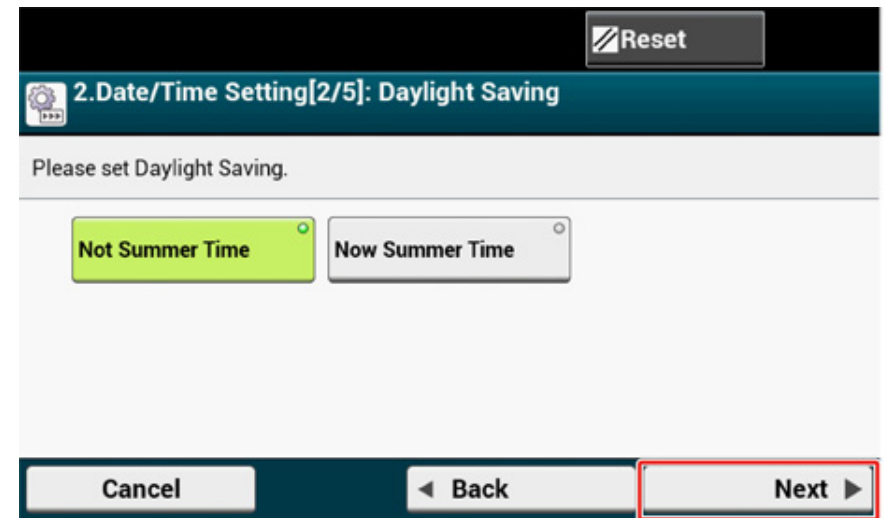 Reset
2.Date/Time Setting[2/5]: Daylight Saving
Please set Daylight Saving.
Not Summer Time
Now Summer Time
Cancel
◄ Back
Next ►